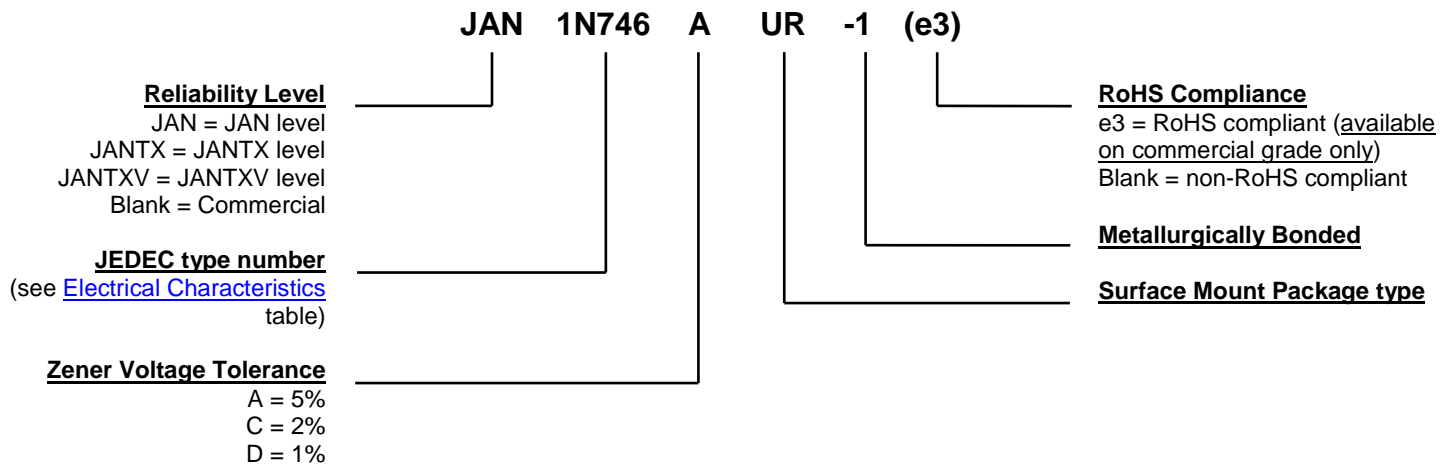 JAN 1N746 A UR -1 (e3)
Reliability Level
JAN = JAN level
JANTX = JANTX level
JANTXV = JANTXV level
Blank = Commercial
JEDEC type number
(see Electrical Characteristics
table)
Zener Voltage Tolerance
A = 5%
C = 2%
D = 1%
RoHS Compliance
e3 = RoHS compliant (available
on commercial grade only)
Blank = non-RoHS compliant
Metallurgically Bonded
Surface Mount Package type